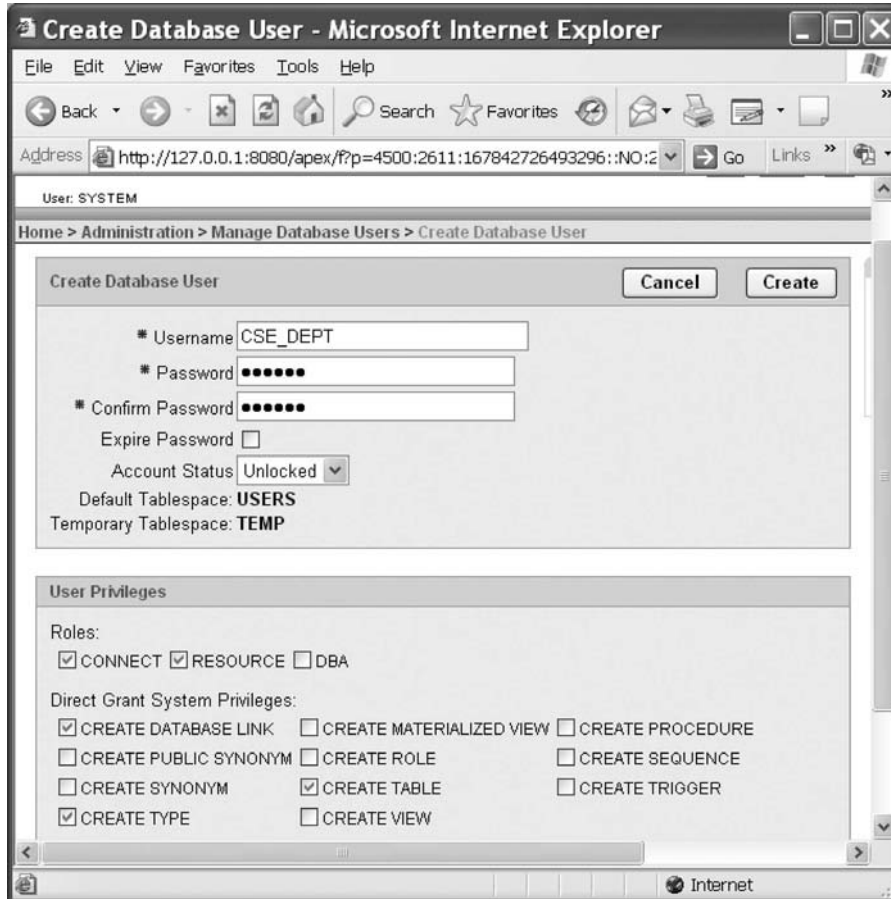 Create Database User - Microsoft Internet Explorer
File Edit View Favorites Tools Help
Back Search Favorites »
Address http://127.0.0.1:8080/apex/f?p=4500:2611:167842726493296::NO:2 Go Links »
User: SYSTEM
Home > Administration > Manage Database Users > Create Database User
Create Database User Cancel Create
* Username CSE_DEPT
* Password ••••••
* Confirm Password ••••••
Expire Password
Account Status Unlocked
Default Tablespace: USERS
Temporary Tablespace: TEMP
User Privileges
Roles:
CONNECT RESOURCE DBA
Direct Grant System Privileges:
CREATE DATABASE LINK CREATE MATERIALIZED VIEW CREATE PROCEDURE
CREATE PUBLIC SYNONYM CREATE ROLE CREATE SEQUENCE
CREATE SYNONYM CREATE TABLE CREATE TRIGGER
CREATE TYPE CREATE VIEW
Internet